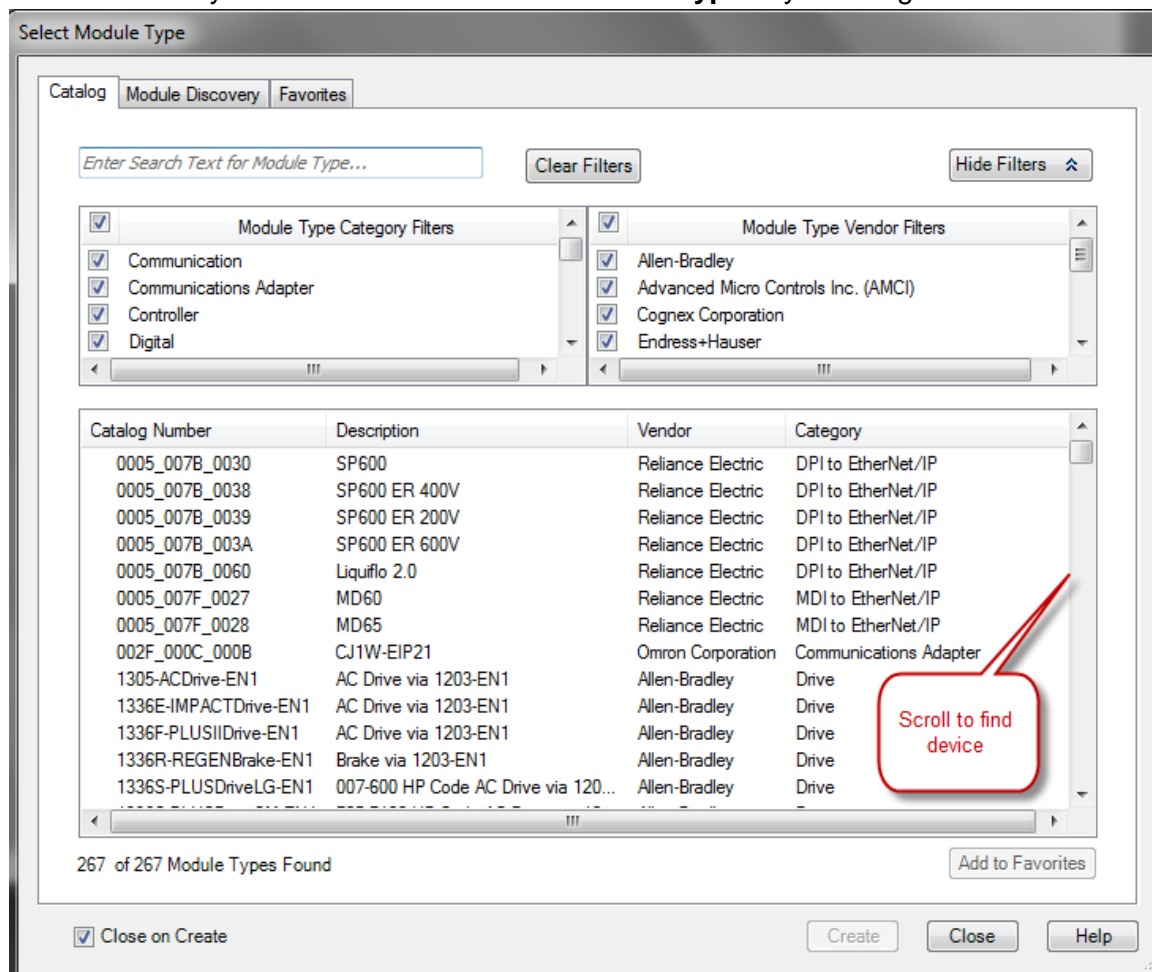 Select Module Type
Catalog Module Discovery Favorites
Enter Search Text for Module Type... Clear Filters Hide Filters
Module Type Category Filters Module Type Vendor Filters
Communication Allen-Bradley
Communications Adapter Advanced Micro Controls Inc. (AMCI)
Controller Cognex Corporation
Digital Endress+Hauser
Catalog Number Description Vendor Category
0005_007B_0030 SP600 Reliance Electric DPI to EtherNet/IP
0005_007B_0038 SP600 ER 400V Reliance Electric DPI to EtherNet/IP
0005_007B_0039 SP600 ER 200V Reliance Electric DPI to EtherNet/IP
0005_007B_003A SP600 ER 600V Reliance Electric DPI to EtherNet/IP
0005_007B_0060 Liquiflo 2.0 Reliance Electric DPI to EtherNet/IP
0005_007F_0027 MD60 Reliance Electric MDI to EtherNet/IP
0005_007F_0028 MD65 Reliance Electric MDI to EtherNet/IP
002F_000C_000B CJ1W-EIP21 Omron Corporation Communications Adapter
1305-ACDrive-EN1 AC Drive via 1203-EN1 Allen-Bradley Drive
1336E-IMPACTDrive-EN1 AC Drive via 1203-EN1 Allen-Bradley Drive
1336F-PLUSIIDrive-EN1 AC Drive via 1203-EN1 Allen-Bradley Drive
1336R-REGENBrake-EN1 Brake via 1203-EN1 Allen-Bradley Drive
1336S-PLUSDriveLG-EN1 007-600 HP Code AC Drive via 120... Allen-Bradley Drive
Scroll to find
device
267 of 267 Module Types Found Add to Favorites
Close on Create Create Close Help